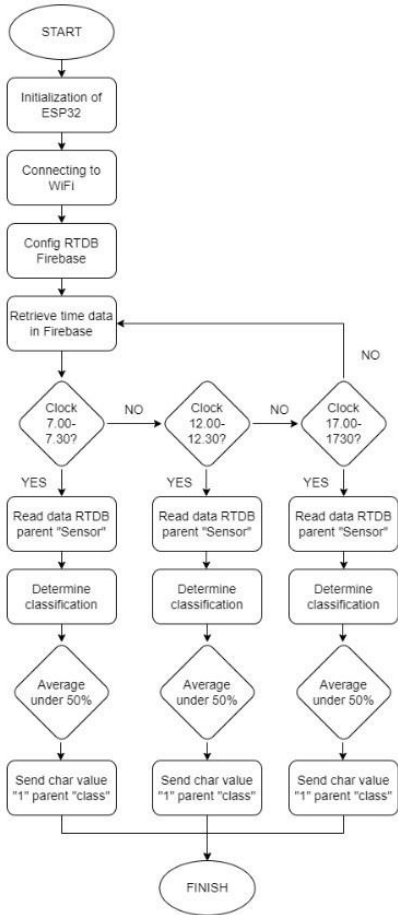 START
Initialization of
ESP32
Connecting to
WiFi
Config RTDB
Firebase
Retrieve time data
in Firebase
NO
Clock
7.00-
7.30?
NO
Clock
12.00-
12.30?
NO
Clock
17.00-
1730?
YES
YES
YES
Read data RTDB
parent "Sensor"
Read data RTDB
parent "Sensor"
Read data RTDB
parent "Sensor"
Determine
classification
Determine
classification
Determine
classification
Average
under 50%
Average
under 50%
Average
under 50%
Send char value
"1" parent "class"
Send char value
"1" parent "class"
Send char value
"1" parent "class"
FINISH